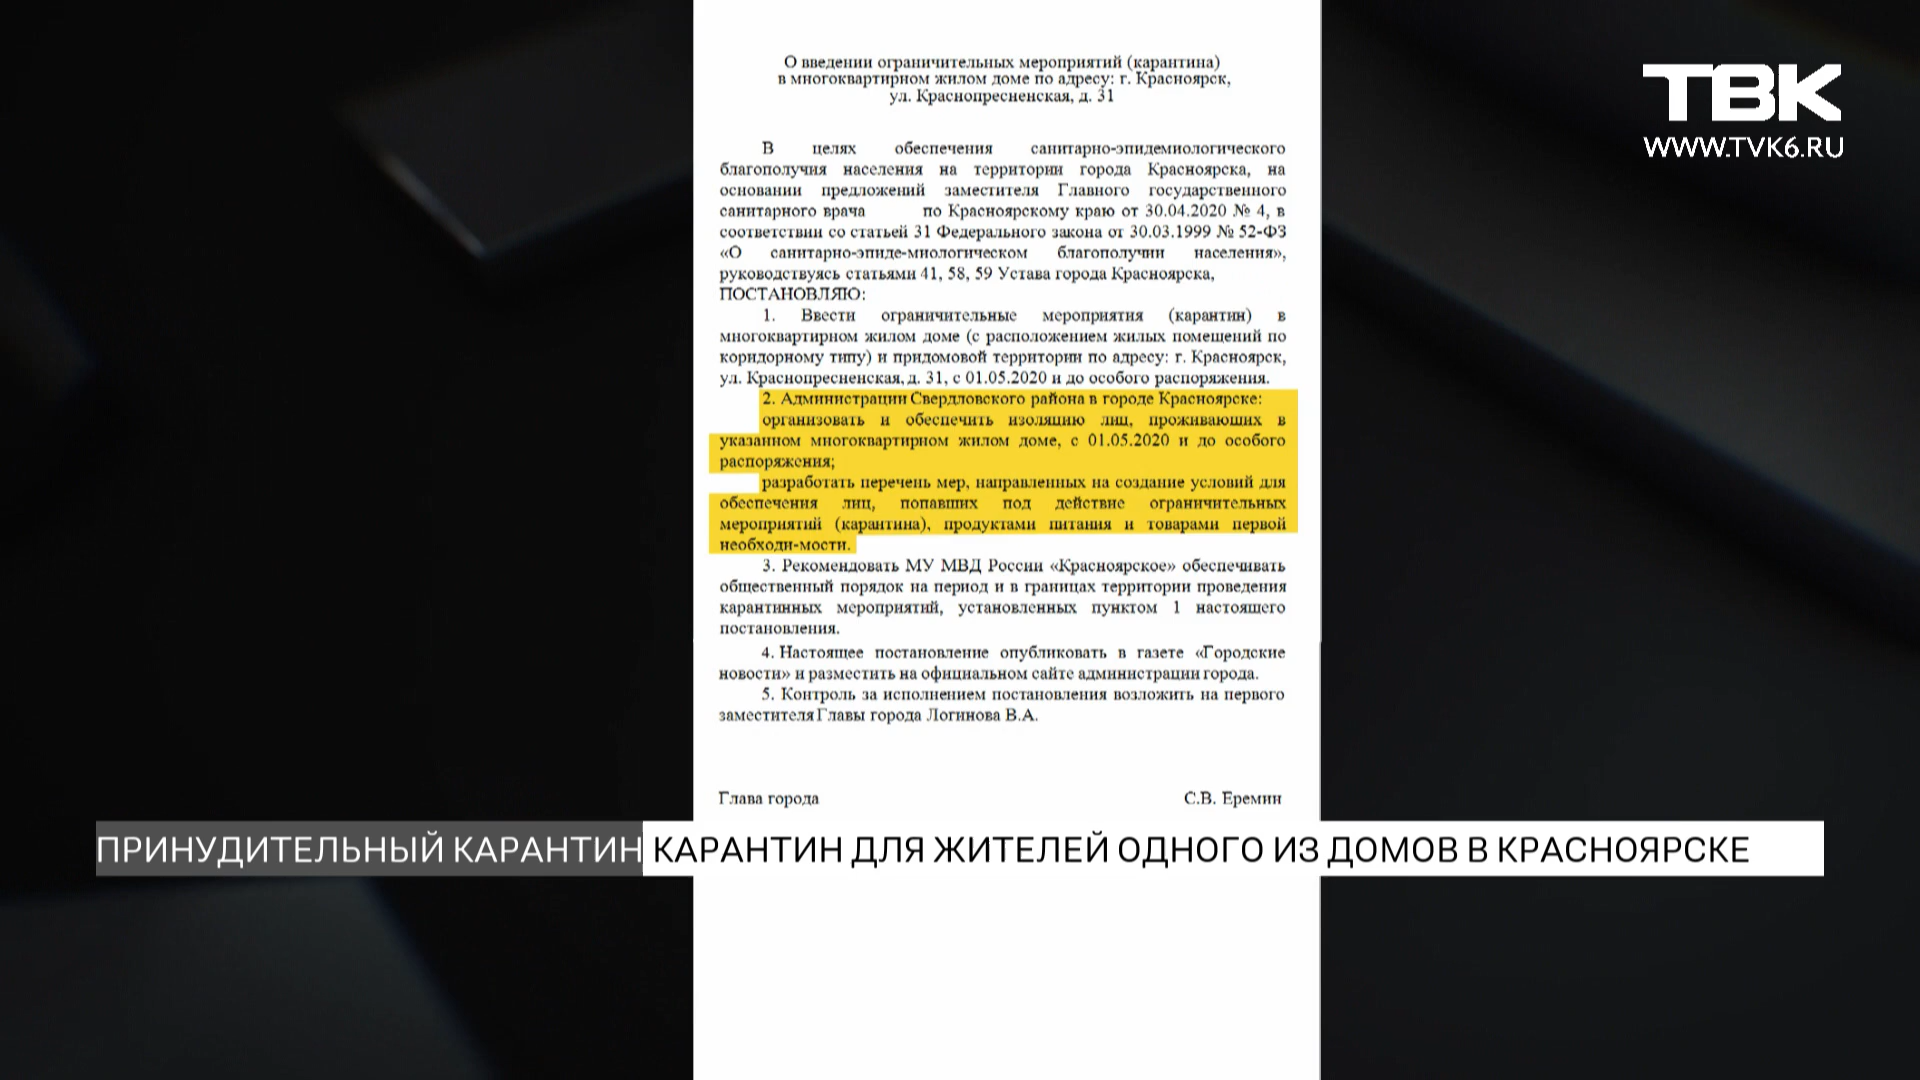 О введении ограничительных мероприятий (карантина)
в многоквартирном жилом доме по адресу: г. Красноярск,
ул. Краснопресненская, д. 31
ТВК
WWW.TVK6.RU
В целях обеспечения санитарно-эпидемиологического
благополучия населения на территории города Красноярска, на
основании предложений заместителя Главного государственного
санитарного врача по Красноярскому краю от 30.04.2020 № 4, в
соответствии со статьей 31 Федерального закона от 30.03.1999 № 52-ФЗ
«О санитарно-эпиде-миологическом благополучии населения»,
руководствуясь статьями 41, 58, 59 Устава города Красноярска,
ПОСТАНОВЛЯЮ:
1. Ввести ограничительные мероприятия (карантин) в
многоквартирном жилом доме (с расположением жилых помещений по
коридорному типу) и придомовой территории по адресу: г. Красноярск,
ул. Краснопресненская, д. 31, с 01.05.2020 и до особого распоряжения.
2. Администрации Свердловского района в городе Красноярске:
организовать и обеспечить изоляцию лиц, проживающих в
указанном многоквартирном жилом доме, с 01.05.2020 и до особого
распоряжения;
разработать перечень мер, направленных на создание условий для
обеспечения лиц, попавших под действие ограничительных
мероприятий (карантина), продуктами питания и товарами первой
необходи-мости.
3. Рекомендовать МУ МВД России «Красноярское» обеспечивать
общественный порядок на период и в границах территории проведения
карантинных мероприятий, установленных пунктом 1 настоящего
постановления.
4. Настоящее постановление опубликовать в газете «Городские
новости» и разместить на официальном сайте администрации города.
5. Контроль за исполнением постановления возложить на первого
заместителя Главы города Логинова В.А.
Глава города С.В. Еремин
ПРИНУДИТЕЛЬНЫЙ КАРАНТИН КАРАНТИН ДЛЯ ЖИТЕЛЕЙ ОДНОГО ИЗ ДОМОВ В КРАСНОЯРСКЕ